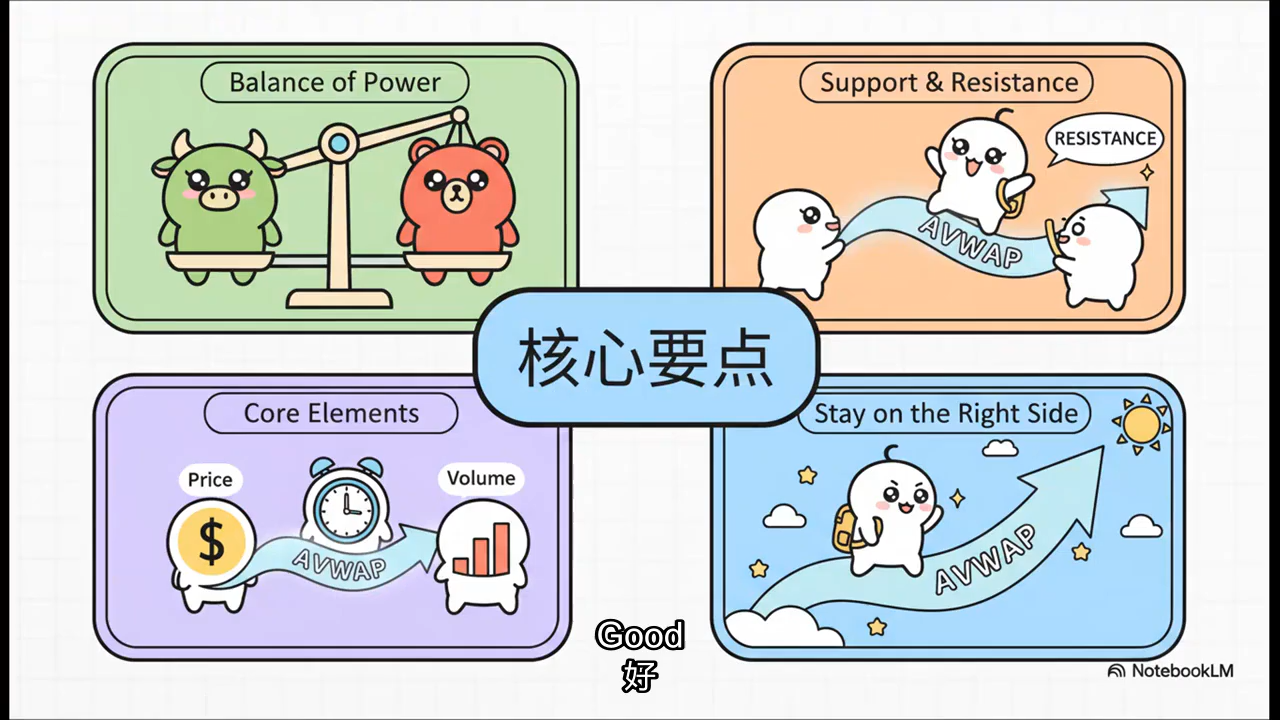 Balance of Power
Support & Resistance
RESISTANCE
AVWAP
核心要点
Core Elements
Price
$
Volume
AVWAP
Stay on the Right Side
AVWAP
Good
好
NotebookLM